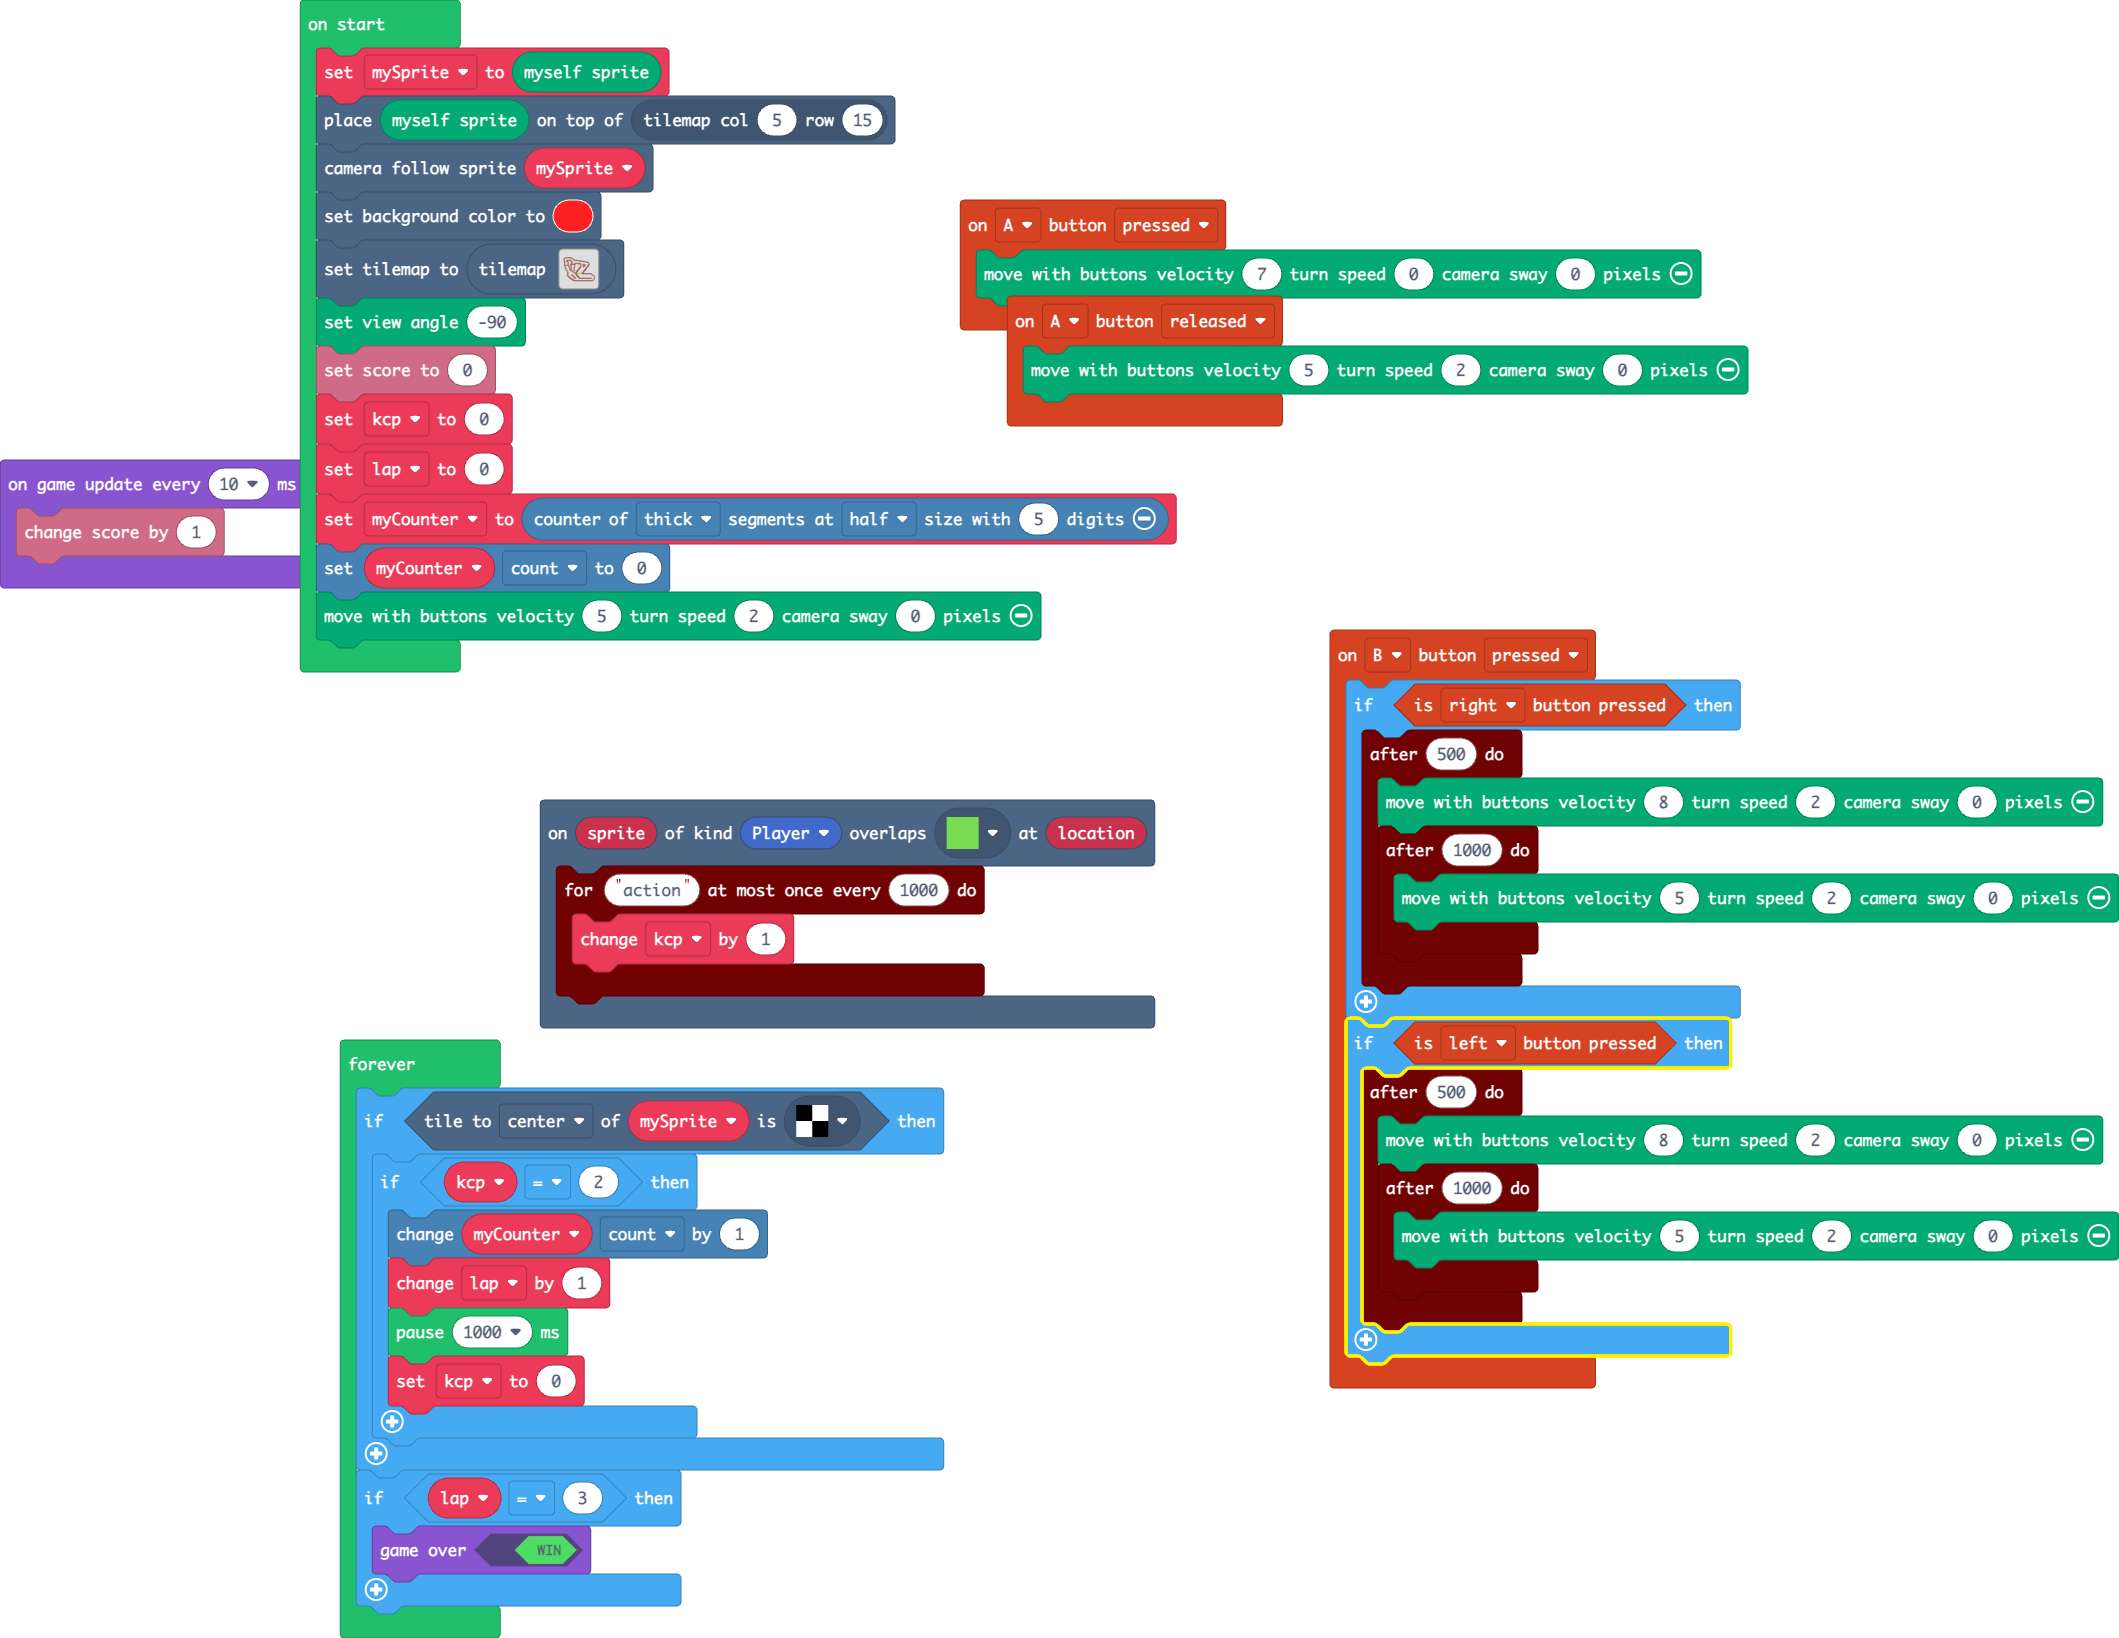 on start
set mySprite to myself sprite
place myself sprite on top of tilemap col 5 row 15
camera follow sprite mySprite
set background color to
set tilemap to tilemap
set view angle -90
set score to 0
set kcp to 0
set lap to 0
set myCounter to counter of thick segments at half size with 5 digits
set myCounter count to 0
move with buttons velocity 5 turn speed 2 camera sway 0 pixels
on game update every 10 ms
change score by 1
on A button pressed
move with buttons velocity 7 turn speed 0 camera sway 0 pixels
on A button released
move with buttons velocity 5 turn speed 2 camera sway 0 pixels
on sprite of kind Player overlaps at location
for "action" at most once every 1000 do
change kcp by 1
forever
if tile to center of mySprite is then
if kcp = 2 then
change myCounter count by 1
change lap by 1
pause 1000 ms
set kcp to 0
if lap = 3 then
game over WIN
on B button pressed
if is right button pressed then
after 500 do
move with buttons velocity 8 turn speed 2 camera sway 0 pixels
after 1000 do
move with buttons velocity 5 turn speed 2 camera sway 0 pixels
if is left button pressed then
after 500 do
move with buttons velocity 8 turn speed 2 camera sway 0 pixels
after 1000 do
move with buttons velocity 5 turn speed 2 camera sway 0 pixels